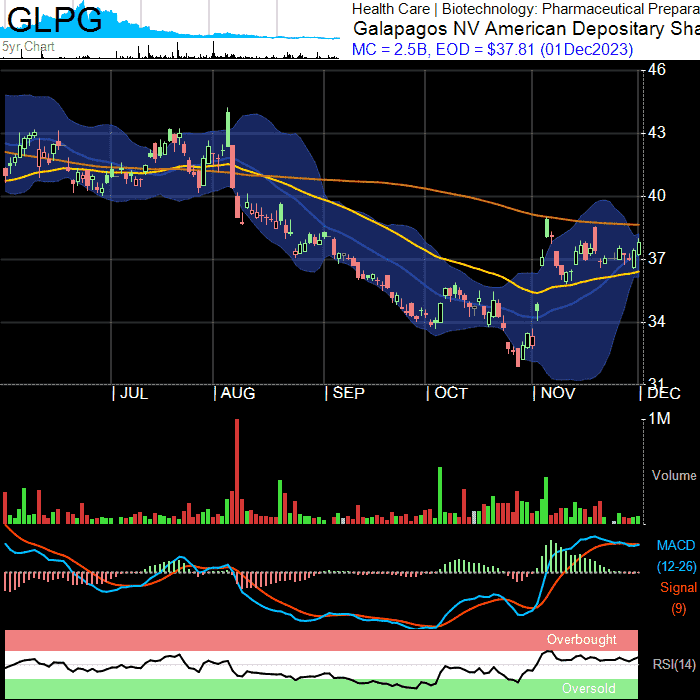 GLPG
Health Care | Biotechnology: Pharmaceutical Prepara
Galapagos NV American Depositary Sha
5yr Chart
MC = 2.5B, EOD = $37.81 (01Dec2023)
46
43
40
37
34
31
| JUL | AUG | SEP | OCT | NOV | DEC
1M
Volume
MACD
(12-26)
Signal
(9)
Overbought
RSI(14)
Oversold